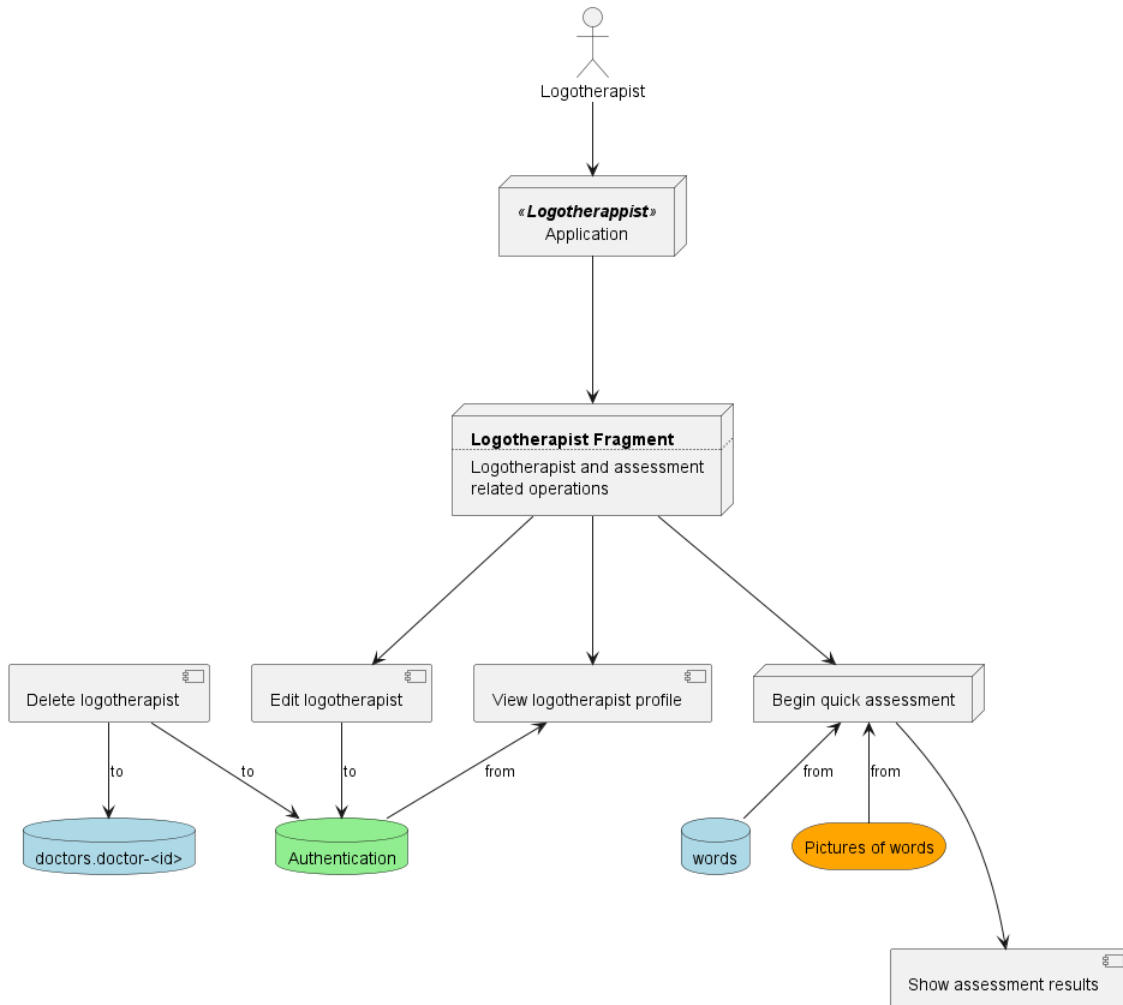 Logotherapist
«Logotherappist»
Application
Logotherapist Fragment
Logotherapist and assessment
related operations
Delete logotherapist
Edit logotherapist
View logotherapist profile
Begin quick assessment
to
to
to
from
from
from
doctors.doctor-<id>
Authentication
words
Pictures of words
Show assessment results